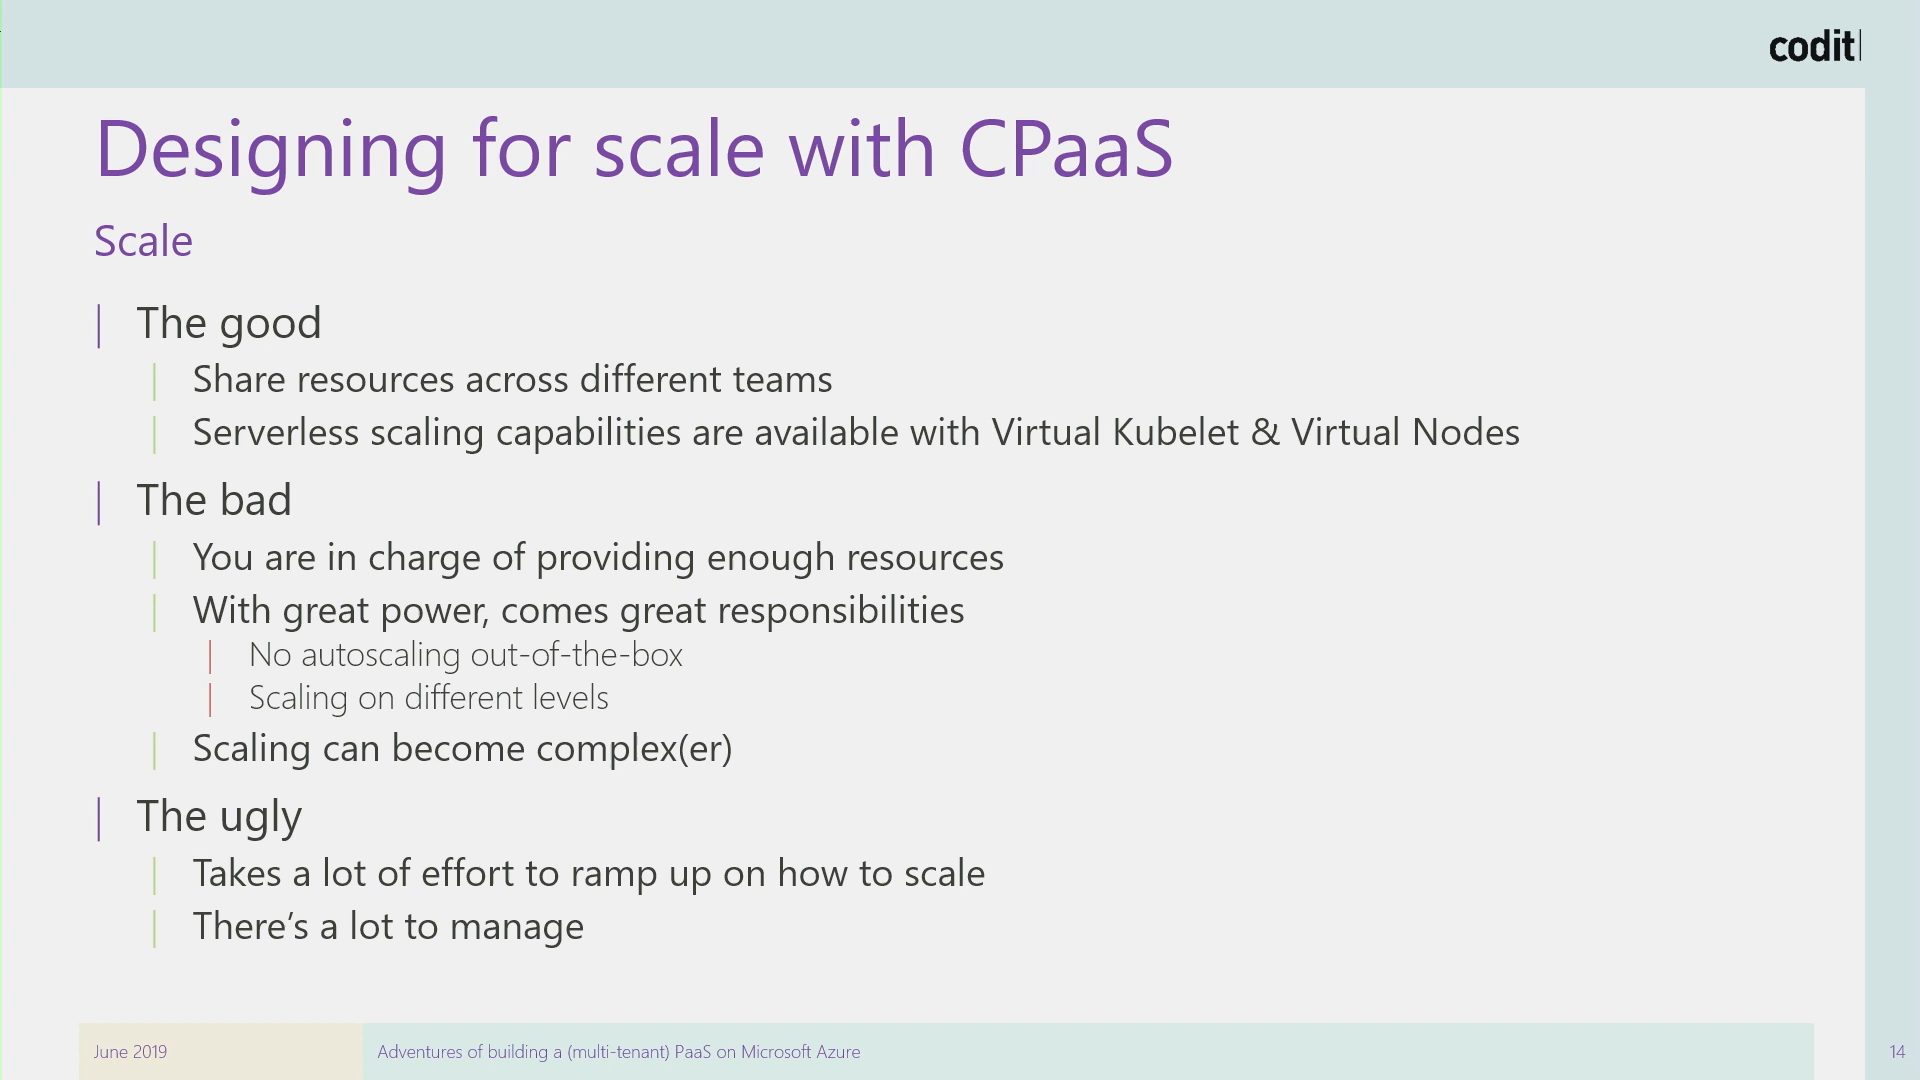 codit
Designing for scale with CPaaS
Scale
The good
Share resources across different teams
Serverless scaling capabilities are available with Virtual Kubelet & Virtual Nodes
The bad
You are in charge of providing enough resources
With great power, comes great responsibilities
No autoscaling out-of-the-box
Scaling on different levels
Scaling can become complex(er)
The ugly
Takes a lot of effort to ramp up on how to scale
There’s a lot to manage
June 2019
Adventures of building a (multi-tenant) PaaS on Microsoft Azure
14